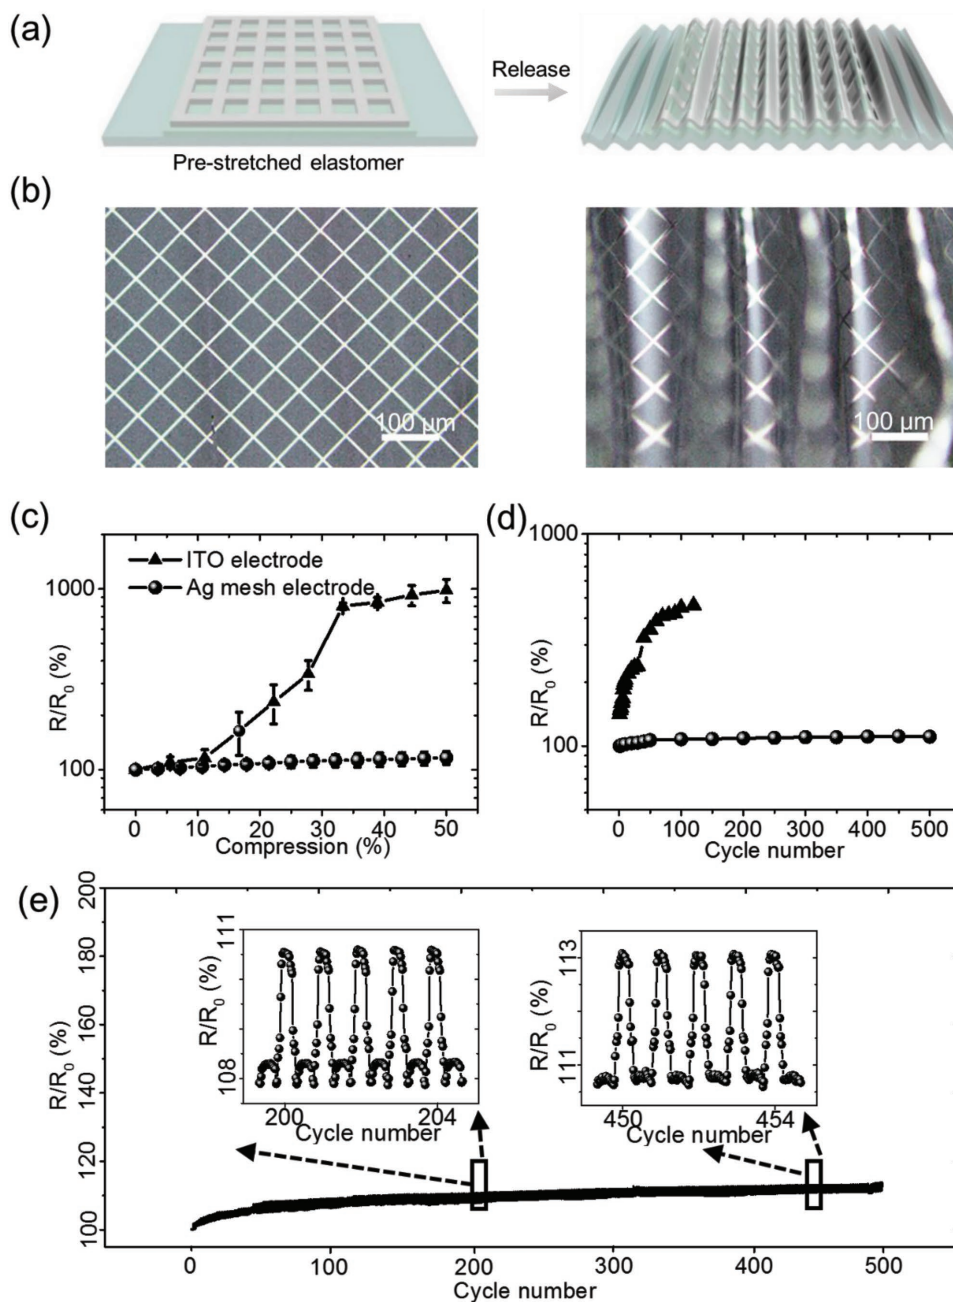 (a)
Release
Pre-stretched elastomer
(b)
100 μm
100 μm
(c)
ITO electrode
Ag mesh electrode
1000
100
R/R0 (%)
0 10 20 30 40 50
Compression (%)
(d)
1000
100
R/R0 (%)
0 100 200 300 400 500
Cycle number
(e)
200
180
160
140
120
100
R/R0 (%)
111
108
R/R0 (%)
200 204
Cycle number
113
111
R/R0 (%)
450 454
Cycle number
0 100 200 300 400 500
Cycle number